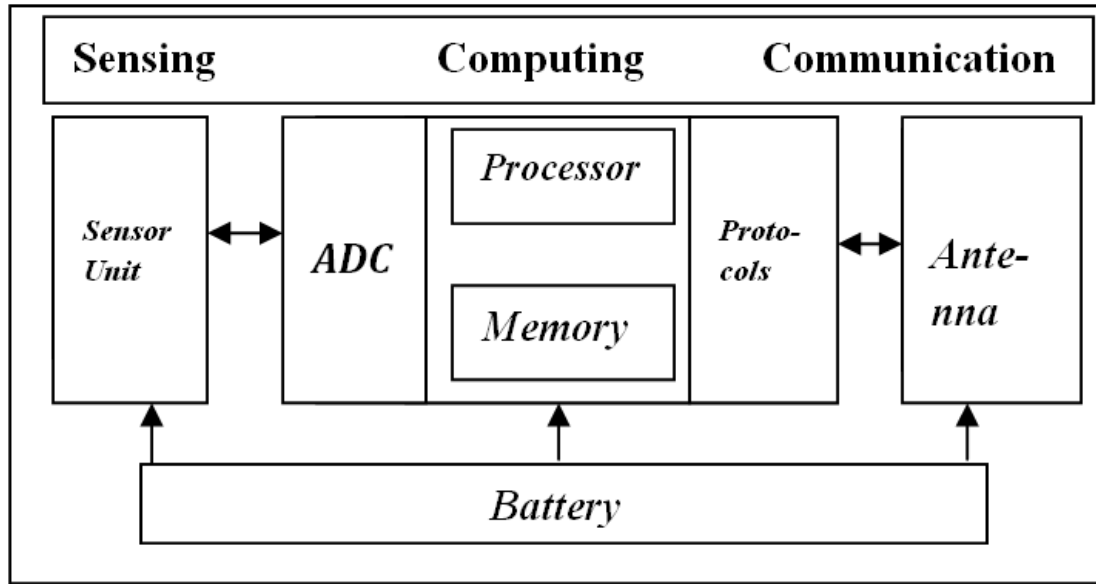 Sensing Computing Communication
Sensor
Unit
ADC
Processor
Memory
Proto-
cols
Ante-
nna
Battery